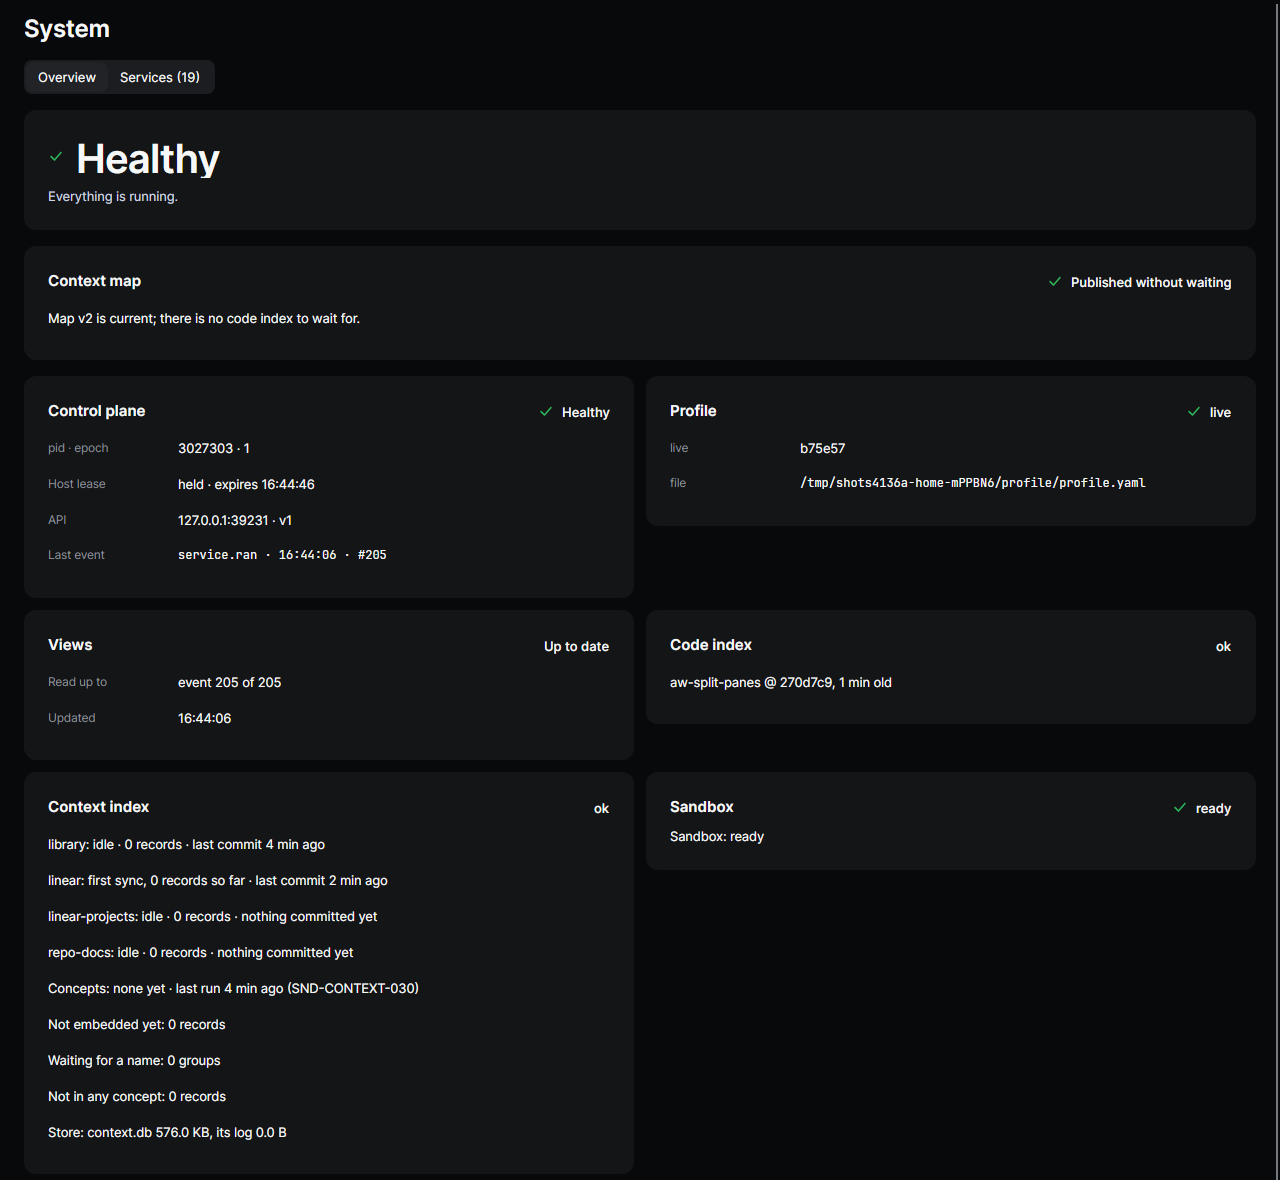 System
Overview
Services (19)
Healthy
Everything is running.
Context map
Published without waiting
Map v2 is current; there is no code index to wait for.
Control plane
Healthy
pid · epoch
3027303 · 1
Host lease
held · expires 16:44:46
API
127.0.0.1:39231 · v1
Last event
service.ran · 16:44:06 · #205
Profile
live
live
b75e57
file
/tmp/shots4136a-home-mPPBN6/profile/profile.yaml
Views
Up to date
Read up to
event 205 of 205
Updated
16:44:06
Code index
ok
aw-split-panes @ 270d7c9, 1 min old
Context index
ok
library: idle · 0 records · last commit 4 min ago
linear: first sync, 0 records so far · last commit 2 min ago
linear-projects: idle · 0 records · nothing committed yet
repo-docs: idle · 0 records · nothing committed yet
Concepts: none yet · last run 4 min ago (SND-CONTEXT-030)
Not embedded yet: 0 records
Waiting for a name: 0 groups
Not in any concept: 0 records
Store: context.db 576.0 KB, its log 0.0 B
Sandbox
ready
Sandbox: ready